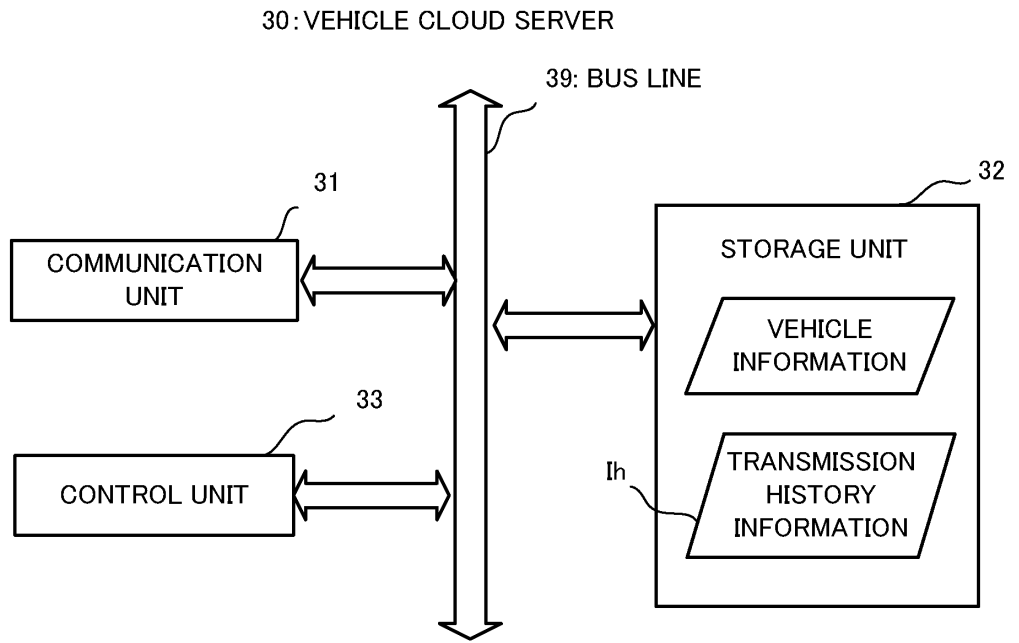 30: VEHICLE CLOUD SERVER
39: BUS LINE
31
COMMUNICATION
UNIT
33
CONTROL UNIT
32
STORAGE UNIT
VEHICLE
INFORMATION
Ih
TRANSMISSION
HISTORY
INFORMATION